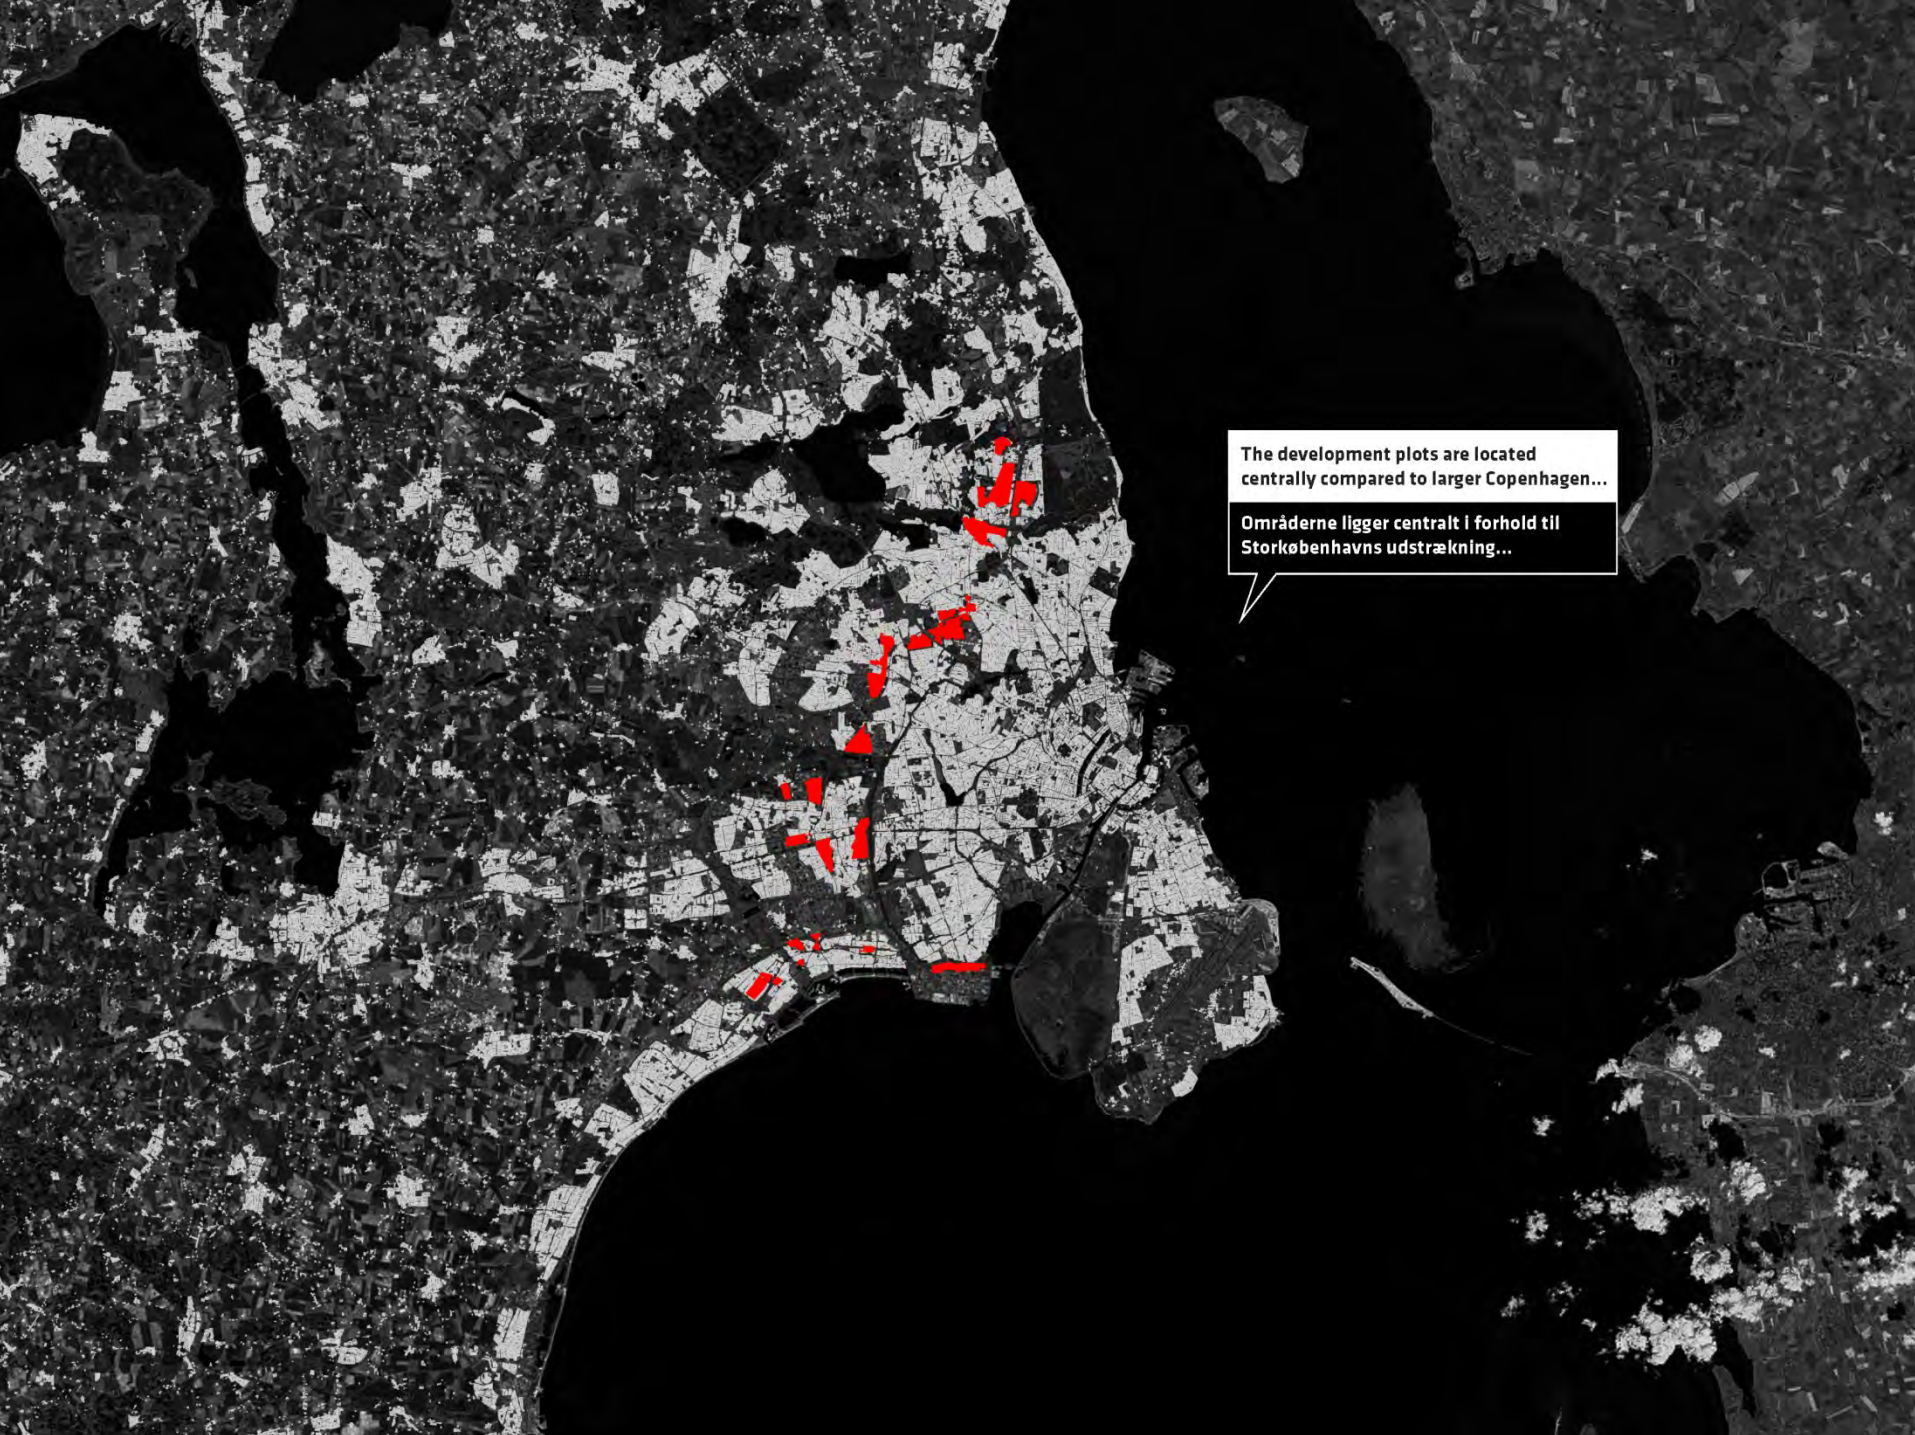 The development plots are located
centrally compared to larger Copenhagen...
Områderne ligger centralt i forhold til
Storkøbenhavns udstrækning...